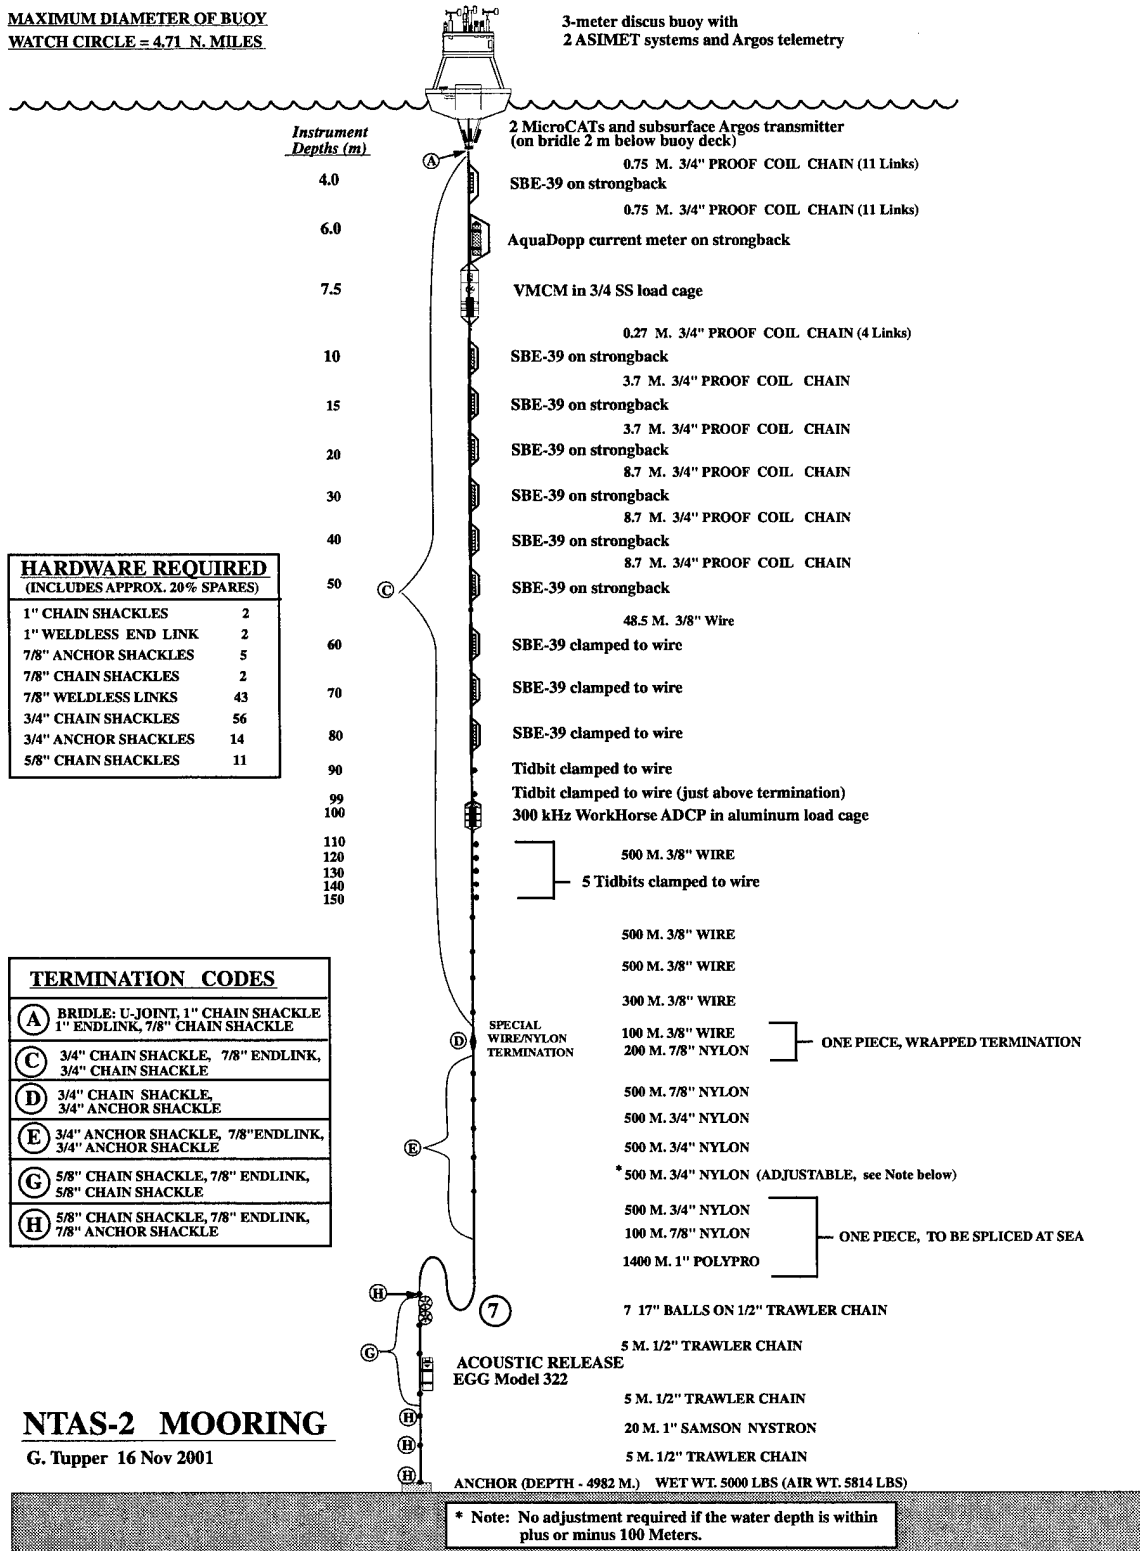 MAXIMUM DIAMETER OF BUOY
WATCH CIRCLE = 4.71 N. MILES
3-meter discus buoy with
2 ASIMET systems and Argos telemetry
Instrument
Depths (m)
2 MicroCATs and subsurface Argos transmitter
(on bridle 2 m below buoy deck)
A
0.75 M. 3/4" PROOF COIL CHAIN (11 Links)
4.0 SBE-39 on strongback
0.75 M. 3/4" PROOF COIL CHAIN (11 Links)
6.0 AquaDopp current meter on strongback
7.5 VMCM in 3/4 SS load cage
0.27 M. 3/4" PROOF COIL CHAIN (4 Links)
10 SBE-39 on strongback
3.7 M. 3/4" PROOF COIL CHAIN
15 SBE-39 on strongback
3.7 M. 3/4" PROOF COIL CHAIN
20 SBE-39 on strongback
8.7 M. 3/4" PROOF COIL CHAIN
30 SBE-39 on strongback
8.7 M. 3/4" PROOF COIL CHAIN
40 SBE-39 on strongback
8.7 M. 3/4" PROOF COIL CHAIN
50 C SBE-39 on strongback
48.5 M. 3/8" Wire
60 SBE-39 clamped to wire
70 SBE-39 clamped to wire
80 SBE-39 clamped to wire
90 Tidbit clamped to wire
99 Tidbit clamped to wire (just above termination)
100 300 kHz WorkHorse ADCP in aluminum load cage
110
120
130
140
150
500 M. 3/8" WIRE
5 Tidbits clamped to wire
HARDWARE REQUIRED
(INCLUDES APPROX. 20% SPARES)
1" CHAIN SHACKLES 2
1" WELDLESS END LINK 2
7/8" ANCHOR SHACKLES 5
7/8" CHAIN SHACKLES 2
7/8" WELDLESS LINKS 43
3/4" CHAIN SHACKLES 56
3/4" ANCHOR SHACKLES 14
5/8" CHAIN SHACKLES 11
500 M. 3/8" WIRE
500 M. 3/8" WIRE
300 M. 3/8" WIRE
D
SPECIAL
WIRE/NYLON
TERMINATION
100 M. 3/8" WIRE
200 M. 7/8" NYLON
ONE PIECE, WRAPPED TERMINATION
500 M. 7/8" NYLON
500 M. 3/4" NYLON
E
500 M. 3/4" NYLON
* 500 M. 3/4" NYLON (ADJUSTABLE, see Note below)
500 M. 3/4" NYLON
100 M. 7/8" NYLON
1400 M. 1" POLYPRO
ONE PIECE, TO BE SPLICED AT SEA
TERMINATION CODES
A BRIDLE: U-JOINT, 1" CHAIN SHACKLE
1" ENDLINK, 7/8" CHAIN SHACKLE
C 3/4" CHAIN SHACKLE, 7/8" ENDLINK,
3/4" CHAIN SHACKLE
D 3/4" CHAIN SHACKLE,
3/4" ANCHOR SHACKLE
E 3/4" ANCHOR SHACKLE, 7/8"ENDLINK,
3/4" ANCHOR SHACKLE
G 5/8" CHAIN SHACKLE, 7/8" ENDLINK,
5/8" CHAIN SHACKLE
H 5/8" CHAIN SHACKLE, 7/8" ENDLINK,
7/8" ANCHOR SHACKLE
H
7
7 17" BALLS ON 1/2" TRAWLER CHAIN
5 M. 1/2" TRAWLER CHAIN
G
ACOUSTIC RELEASE
EGG Model 322
5 M. 1/2" TRAWLER CHAIN
H
20 M. 1" SAMSON NYSTRON
H
5 M. 1/2" TRAWLER CHAIN
H
ANCHOR (DEPTH - 4982 M.) WET WT. 5000 LBS (AIR WT. 5814 LBS)
NTAS-2 MOORING
G. Tupper 16 Nov 2001
* Note: No adjustment required if the water depth is within
plus or minus 100 Meters.